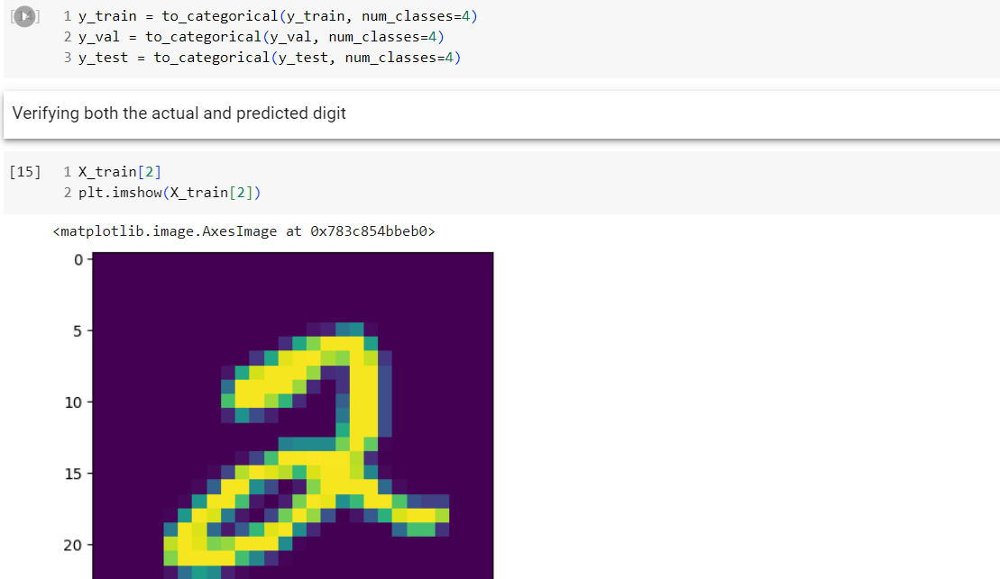 [14] 1 y_train = to_categorical(y_train, num_classes=4)
2 y_val = to_categorical(y_val, num_classes=4)
3 y_test = to_categorical(y_test, num_classes=4)
Verifying both the actual and predicted digit
[15] 1 X_train[2]
2 plt.imshow(X_train[2])
<matplotlib.image.AxesImage at 0x783c854bbeb0>
0
5
10
15
20